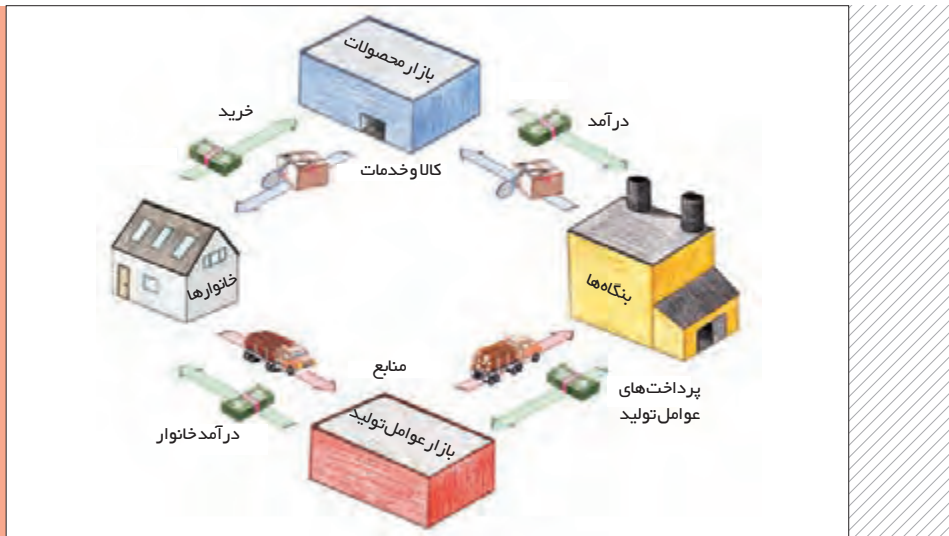 بازار محصولات
خرید
درآمد
کالا و خدمات
خانوارها
بنگاه‌ها
منابع
پرداخت‌های
عوامل تولید
بازار عوامل تولید
درآمد خانوار